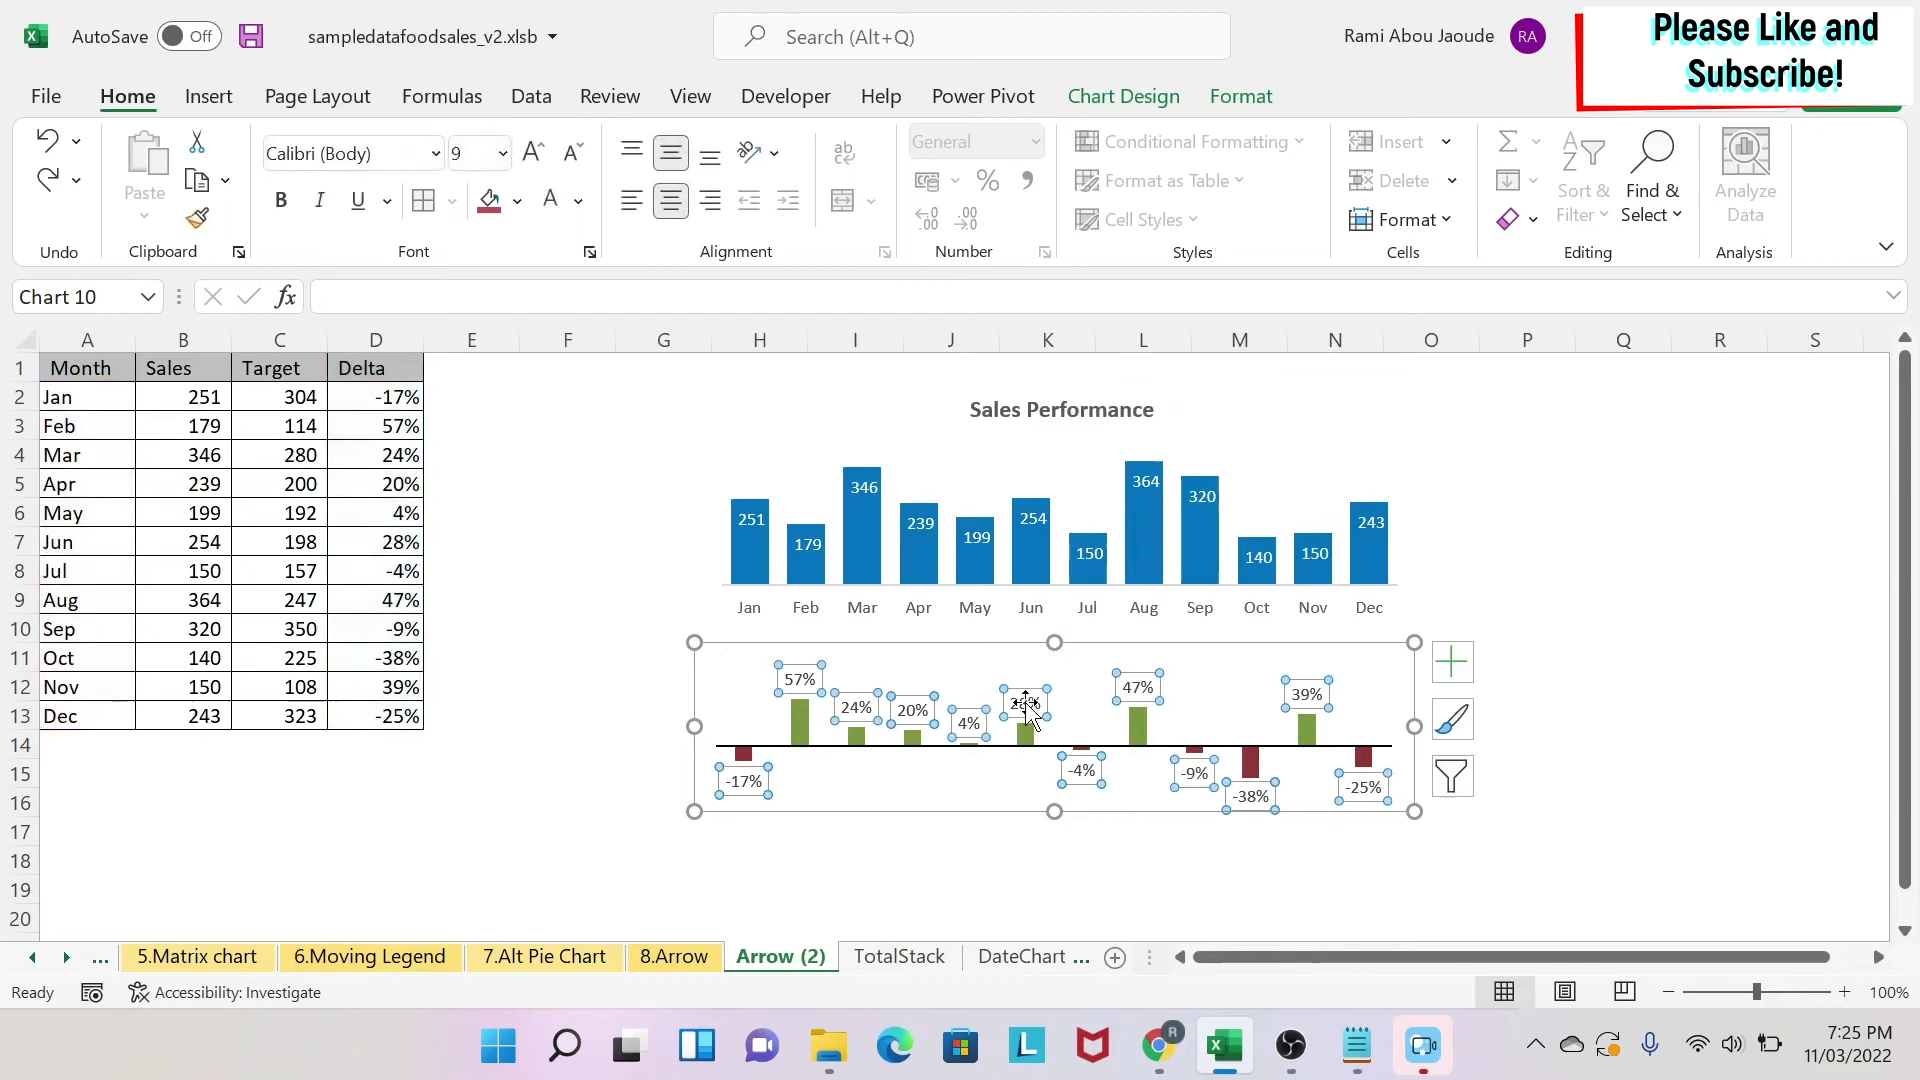 AutoSave Off sampledatafoodsales_v2.xlsb Search (Alt+Q) Rami Abou Jaoude RA
Please Like and
Subscribe!
File Home Insert Page Layout Formulas Data Review View Developer Help Power Pivot Chart Design Format
Calibri (Body) 9 General Conditional Formatting Insert
Paste Format as Table Delete Sort & Filter Find & Select Analyze Data
B I U Cell Styles Format
Undo Clipboard Font Alignment Number Styles Cells Editing Analysis
Chart 10 fx
A B C D E F G H I J K L M N O P Q R S
1 Month Sales Target Delta
2 Jan 251 304 -17%
3 Feb 179 114 57%
4 Mar 346 280 24%
5 Apr 239 200 20%
6 May 199 192 4%
7 Jun 254 198 28%
8 Jul 150 157 -4%
9 Aug 364 247 47%
10 Sep 320 350 -9%
11 Oct 140 225 -38%
12 Nov 150 108 39%
13 Dec 243 323 -25%
14
15
16
17
18
19
20
Sales Performance
251 179 346 239 199 254 150 364 320 140 150 243
Jan Feb Mar Apr May Jun Jul Aug Sep Oct Nov Dec
57% 24% 20% 4% 47% 39%
-17% -4% -9% -38% -25%
... 5.Matrix chart 6.Moving Legend 7.Alt Pie Chart 8.Arrow Arrow (2) TotalStack DateChart ...
Ready Accessibility: Investigate 100%
7:25 PM
11/03/2022